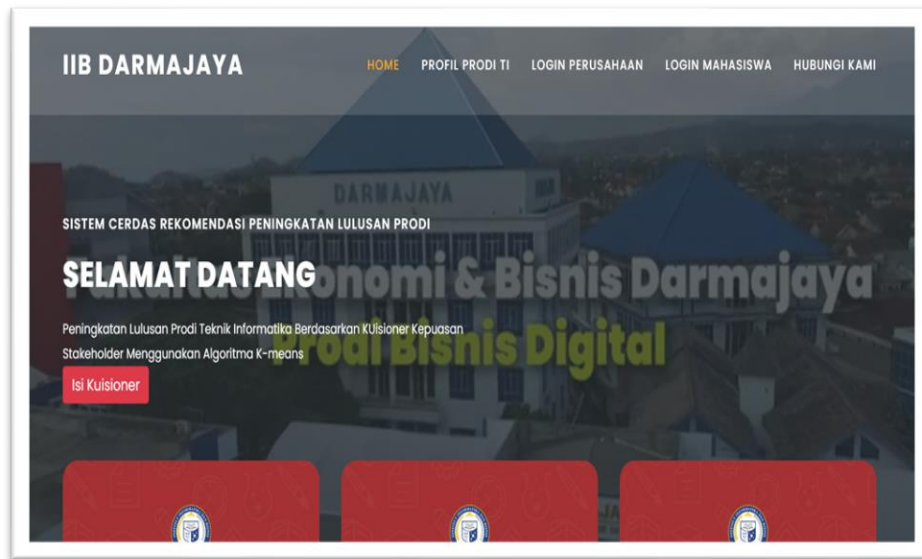 IIB DARMAJAYA
HOME PROFIL PRODI TI LOGIN PERUSAHAAN LOGIN MAHASISWA HUBUNGI KAMI
DARMAJAYA
SISTEM CERDAS REKOMENDASI PENINGKATAN LULUSAN PRODI
SELAMAT DATANG
Fakultas Ekonomi & Bisnis Darmajaya
Peningkatan Lulusan Prodi Teknik Informatika Berdasarkan KUisioner Kepuasan
Stakeholder Menggunakan Algoritma K-means
Prodi Bisnis Digital
Isi Kuisioner